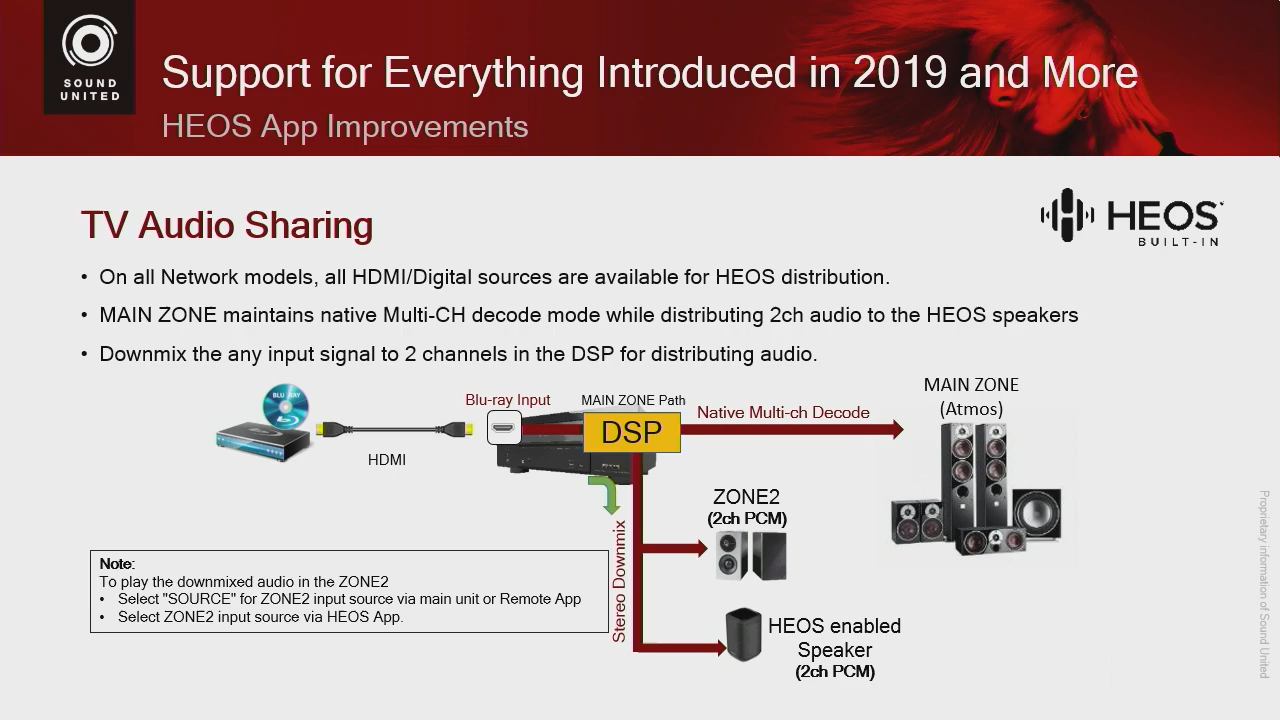 SOUND
UNITED
Support for Everything Introduced in 2019 and More
HEOS App Improvements
HEOS
BUILT-IN
TV Audio Sharing
• On all Network models, all HDMI/Digital sources are available for HEOS distribution.
• MAIN ZONE maintains native Multi-CH decode mode while distributing 2ch audio to the HEOS speakers
• Downmix the any input signal to 2 channels in the DSP for distributing audio.
BLU RAY
HDMI
Blu-ray Input
MAIN ZONE Path
DSP
Native Multi-ch Decode
MAIN ZONE
(Atmos)
Stereo Downmix
ZONE2
(2ch PCM)
HEOS enabled
Speaker
(2ch PCM)
Note:
To play the downmixed audio in the ZONE2
• Select "SOURCE" for ZONE2 input source via main unit or Remote App
• Select ZONE2 input source via HEOS App.
Proprietary information of Sound United